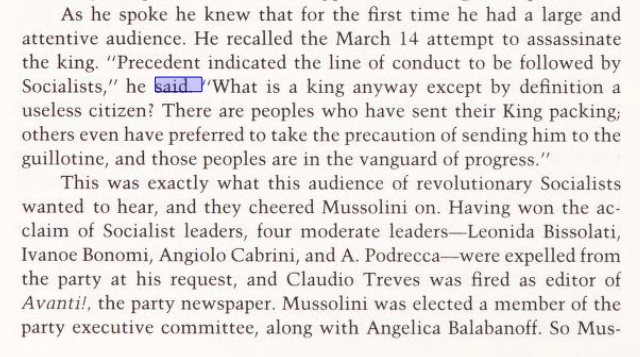 As he spoke he knew that for the first time he had a large and
attentive audience. He recalled the March 14 attempt to assassinate
the king. "Precedent indicated the line of conduct to be followed by
Socialists," he said. "What is a king anyway except by definition a
useless citizen? There are peoples who have sent their King packing;
others even have preferred to take the precaution of sending him to the
guillotine, and those peoples are in the vanguard of progress."
This was exactly what this audience of revolutionary Socialists
wanted to hear, and they cheered Mussolini on. Having won the ac-
claim of Socialist leaders, four moderate leaders—Leonida Bissolati,
Ivanoe Bonomi, Angiolo Cabrini, and A. Podrecca—were expelled from
the party at his request, and Claudio Treves was fired as editor of
Avanti!, the party newspaper. Mussolini was elected a member of the
party executive committee, along with Angelica Balabanoff. So Mus-